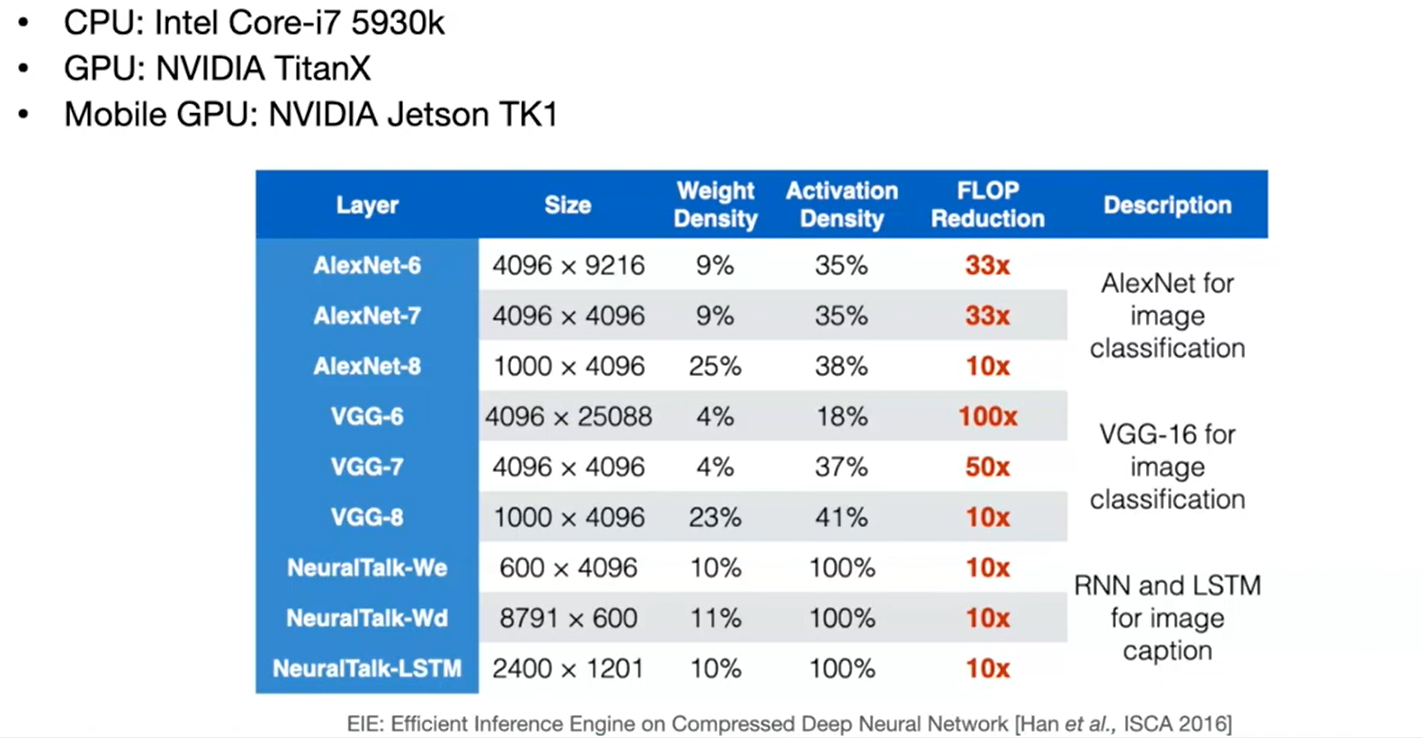 • CPU: Intel Core-i7 5930k
• GPU: NVIDIA TitanX
• Mobile GPU: NVIDIA Jetson TK1
Layer Size Weight Density Activation Density FLOP Reduction Description
AlexNet-6 4096 × 9216 9% 35% 33x
AlexNet-7 4096 × 4096 9% 35% 33x
AlexNet-8 1000 × 4096 25% 38% 10x
AlexNet for
image
classification
VGG-6 4096 × 25088 4% 18% 100x
VGG-7 4096 × 4096 4% 37% 50x
VGG-8 1000 × 4096 23% 41% 10x
VGG-16 for
image
classification
NeuralTalk-We 600 × 4096 10% 100% 10x
NeuralTalk-Wd 8791 × 600 11% 100% 10x
NeuralTalk-LSTM 2400 × 1201 10% 100% 10x
RNN and LSTM
for image
caption
EIE: Efficient Inference Engine on Compressed Deep Neural Network [Han et al., ISCA 2016]